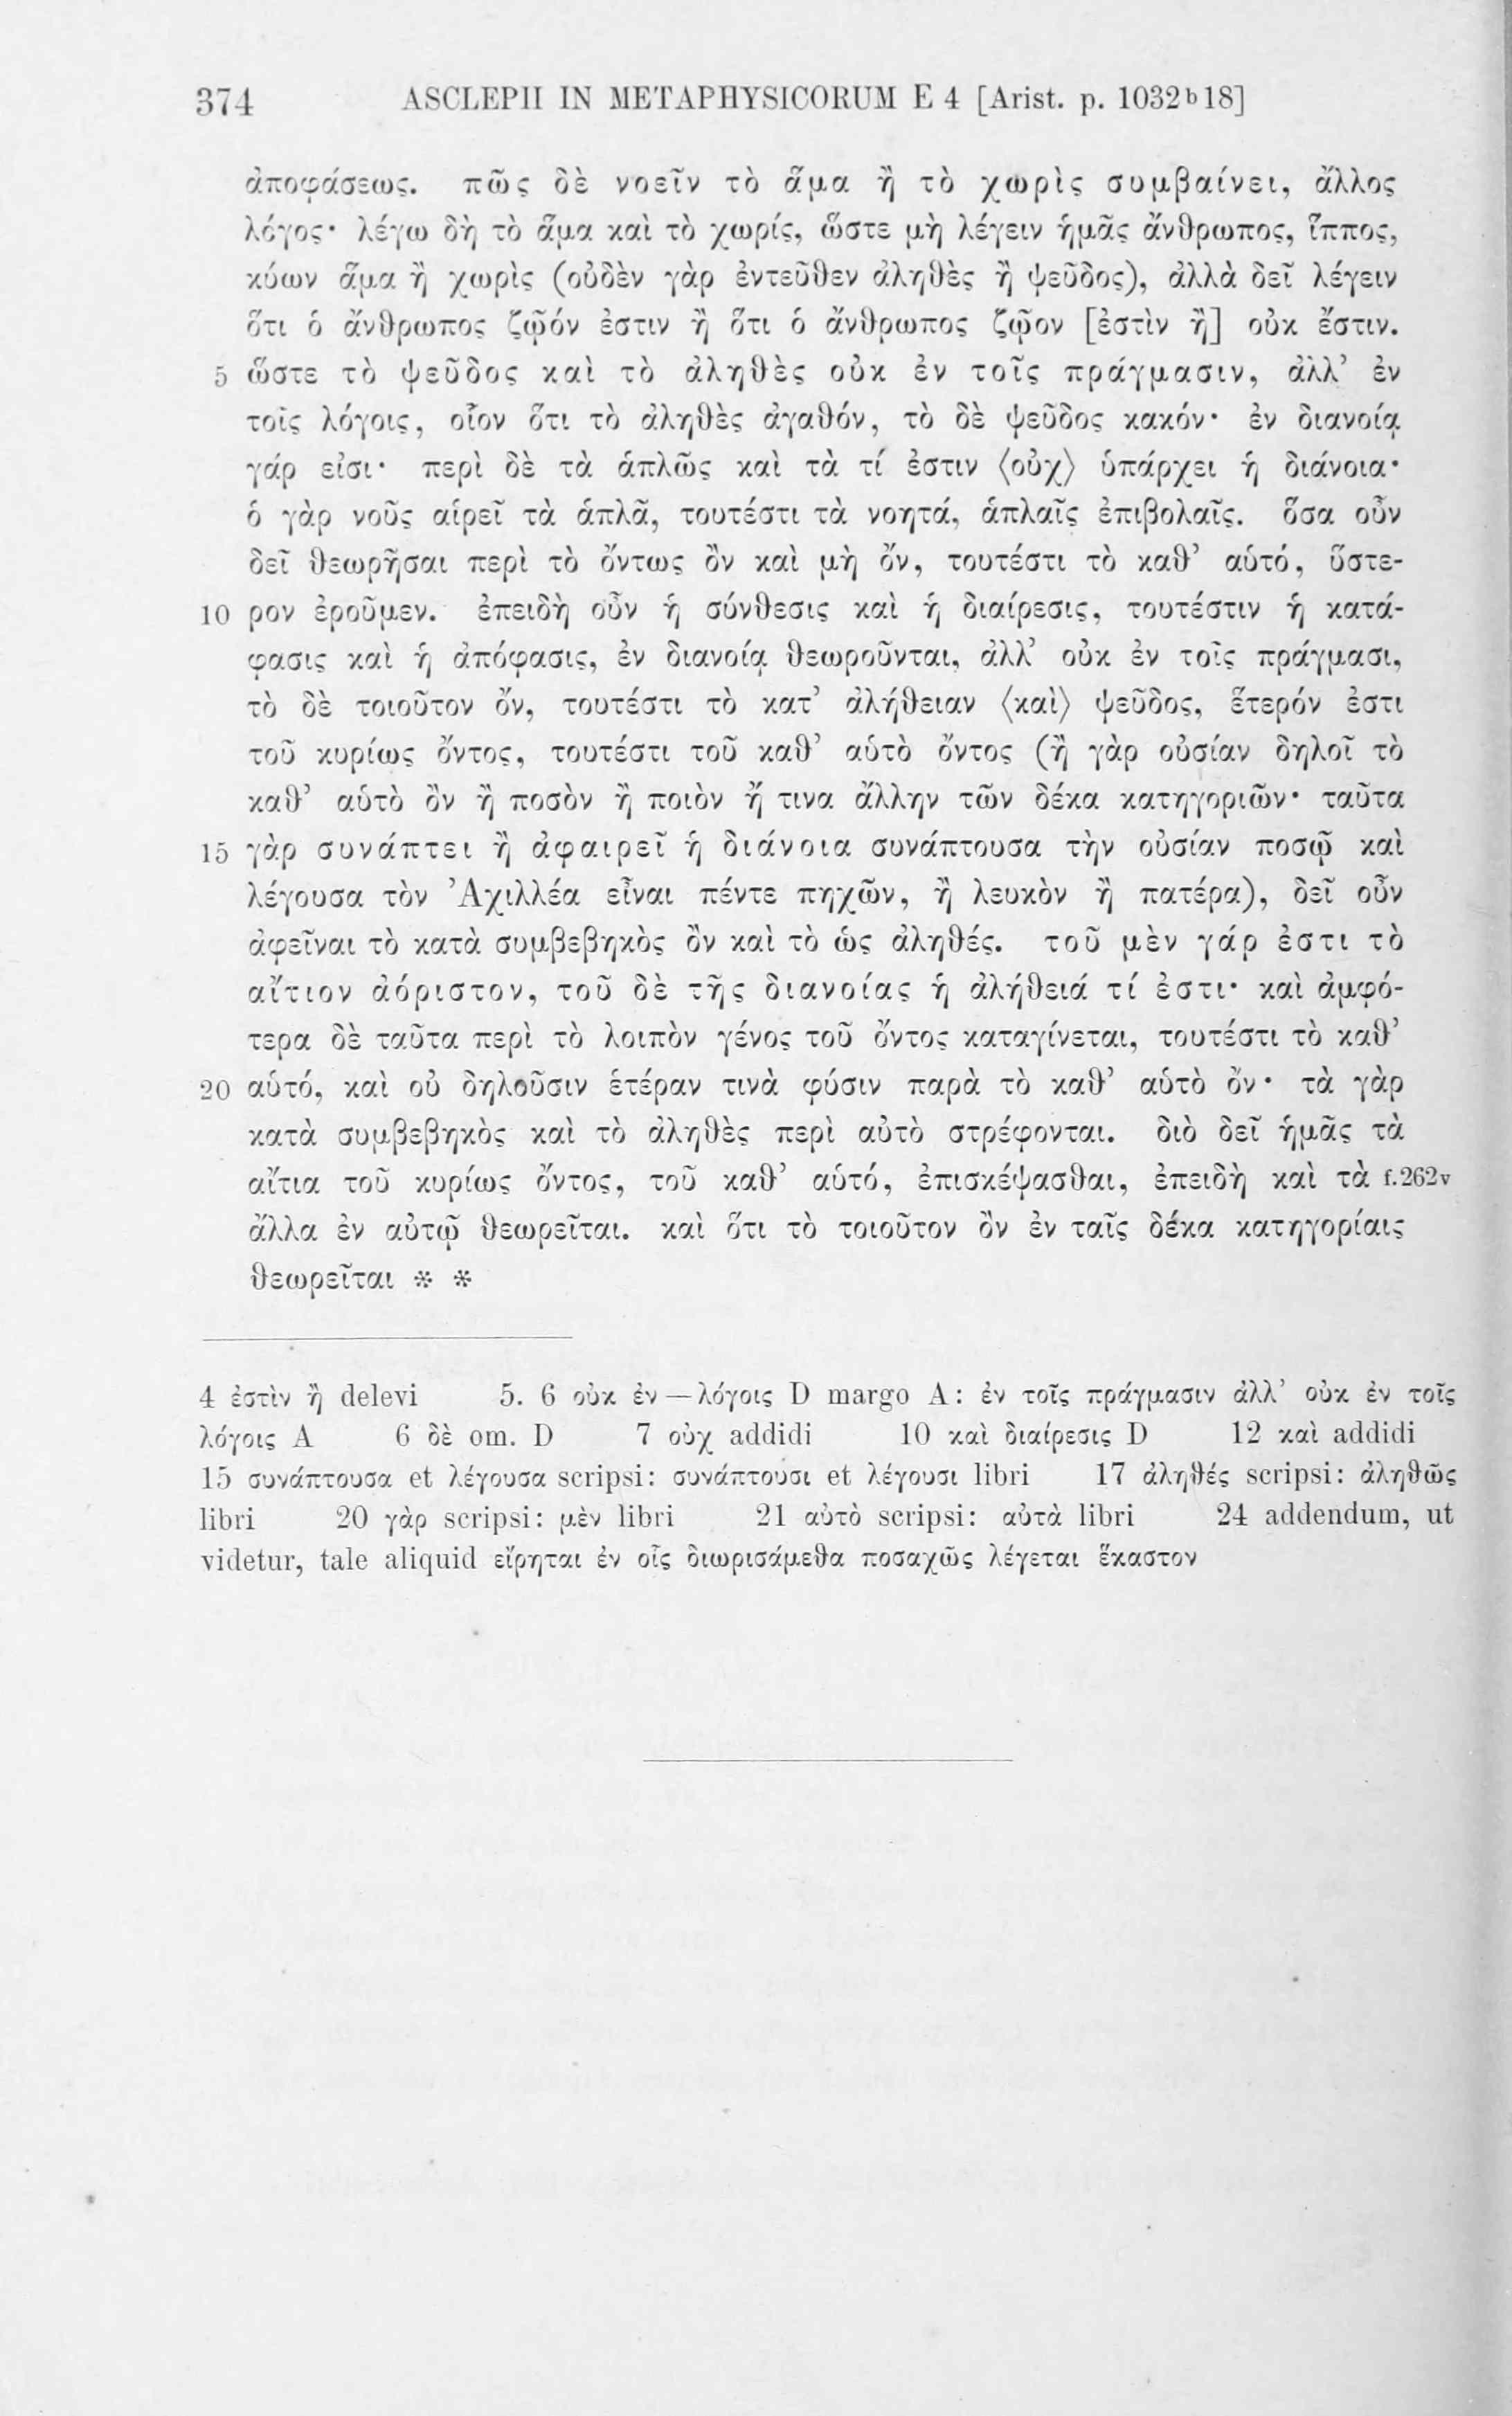 374 ASCLEPII IN METAPHYSICORUM E 4 [Arist. p. 1032ᵇ18]
ἀποφάσεως. πῶς δὲ νοεῖν τὸ ἅμα ἢ τὸ χωρὶς συμβαίνει, ἄλλος
λόγος· λέγω δὴ τὸ ἅμα καὶ τὸ χωρίς, ὥστε μὴ λέγειν ἡμᾶς ἄνθρωπος, ἵππος,
κύων ἅμα ἢ χωρὶς (οὐδὲν γὰρ ἐντεῦθεν ἀληθὲς ἢ ψεῦδος), ἀλλὰ δεῖ λέγειν
ὅτι ὁ ἄνθρωπος ζῷόν ἐστιν ἢ ὅτι ὁ ἄνθρωπος ζῷον [ἐστὶν ἢ] οὐκ ἔστιν.
5 ὥστε τὸ ψεῦδος καὶ τὸ ἀληθὲς οὐκ ἐν τοῖς πράγμασιν, ἀλλ’ ἐν
τοῖς λόγοις, οἷον ὅτι τὸ ἀληθὲς ἀγαθόν, τὸ δὲ ψεῦδος κακόν· ἐν διανοίᾳ
γάρ εἰσι· περὶ δὲ τὰ ἁπλῶς καὶ τὰ τί ἐστιν ⟨οὐχ⟩ ὑπάρχει ἡ διάνοια·
ὁ γὰρ νοῦς αἱρεῖ τὰ ἁπλᾶ, τουτέστι τὰ νοητά, ἁπλαῖς ἐπιβολαῖς. ὅσα οὖν
δεῖ θεωρῆσαι περὶ τὸ ὄντως ὂν καὶ μὴ ὄν, τουτέστι τὸ καθ’ αὑτό, ὕστε-
10 ρον ἐροῦμεν. ἐπειδὴ οὖν ἡ σύνθεσις καὶ ἡ διαίρεσις, τουτέστιν ἡ κατά-
φασις καὶ ἡ ἀπόφασις, ἐν διανοίᾳ θεωροῦνται, ἀλλ’ οὐκ ἐν τοῖς πράγμασι,
τὸ δὲ τοιοῦτον ὄν, τουτέστι τὸ κατ’ ἀλήθειαν ⟨καὶ⟩ ψεῦδος, ἕτερόν ἐστι
τοῦ κυρίως ὄντος, τουτέστι τοῦ καθ’ αὑτὸ ὄντος (ἢ γὰρ οὐσίαν δηλοῖ τὸ
καθ’ αὑτὸ ὂν ἢ ποσὸν ἢ ποιὸν ἤ τινα ἄλλην τῶν δέκα κατηγοριῶν· ταῦτα
15 γὰρ συνάπτει ἢ ἀφαιρεῖ ἡ διάνοια συνάπτουσα τὴν οὐσίαν ποσῷ καὶ
λέγουσα τὸν Ἀχιλλέα εἶναι πέντε πηχῶν, ἢ λευκὸν ἢ πατέρα), δεῖ οὖν
ἀφεῖναι τὸ κατὰ συμβεβηκὸς ὂν καὶ τὸ ὡς ἀληθές. τοῦ μὲν γάρ ἐστι τὸ
αἴτιον ἀόριστον, τοῦ δὲ τῆς διανοίας ἡ ἀλήθειά τί ἐστι· καὶ ἀμφό-
τερα δὲ ταῦτα περὶ τὸ λοιπὸν γένος τοῦ ὄντος καταγίνεται, τουτέστι τὸ καθ’
20 αὑτό, καὶ οὐ δηλοῦσιν ἑτέραν τινὰ φύσιν παρὰ τὸ καθ’ αὑτὸ ὄν· τὰ γὰρ
κατὰ συμβεβηκὸς καὶ τὸ ἀληθὲς περὶ αὐτὸ στρέφονται. διὸ δεῖ ἡμᾶς τὰ
αἴτια τοῦ κυρίως ὄντος, τοῦ καθ’ αὑτό, ἐπισκέψασθαι, ἐπειδὴ καὶ τὰ f.262v
ἄλλα ἐν αὐτῷ θεωρεῖται. καὶ ὅτι τὸ τοιοῦτον ὂν ἐν ταῖς δέκα κατηγορίαις
θεωρεῖται * *
4 ἐστὶν ἢ delevi 5. 6 οὐκ ἐν — λόγοις D margo A: ἐν τοῖς πράγμασιν ἀλλ’ οὐκ ἐν τοῖς
λόγοις A 6 δὲ om. D 7 οὐχ addidi 10 καὶ διαίρεσις D 12 καὶ addidi
15 συνάπτουσα et λέγουσα scripsi: συνάπτουσι et λέγουσι libri 17 ἀληθές scripsi: ἀληθῶς
libri 20 γὰρ scripsi: μὲν libri 21 αὐτὸ scripsi: αὐτὰ libri 24 addendum, ut
videtur, tale aliquid εἴρηται ἐν οἷς διωρισάμεθα ποσαχῶς λέγεται ἕκαστον